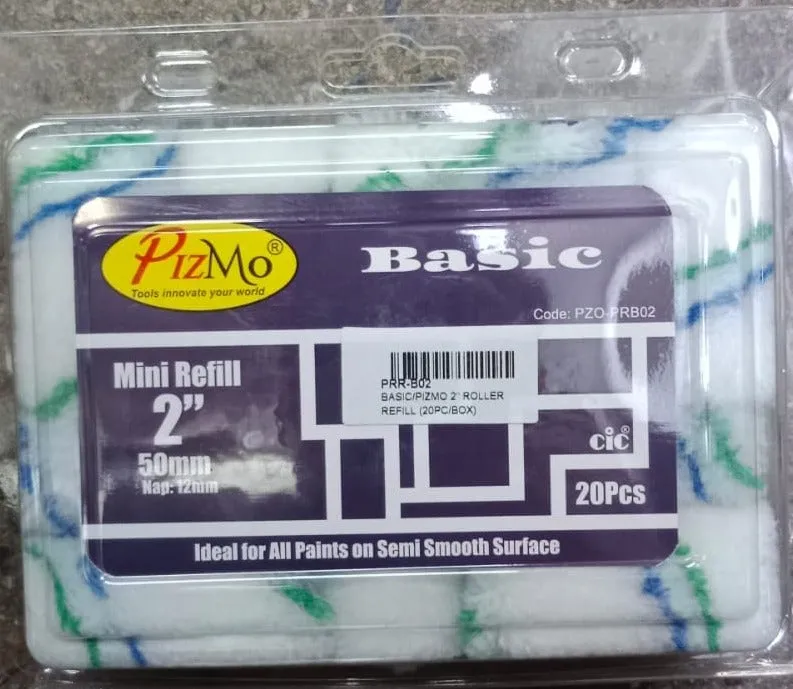 PIZMO®
Tools innovate your world
Basic
Code: PZO-PRB02
Mini Refill
2”
50mm
Nap: 12mm
PRR-B02
BASIC/PIZMO 2" ROLLER
REFILL (20PC/BOX)
cic®
20Pcs
Ideal for All Paints on Semi Smooth Surface